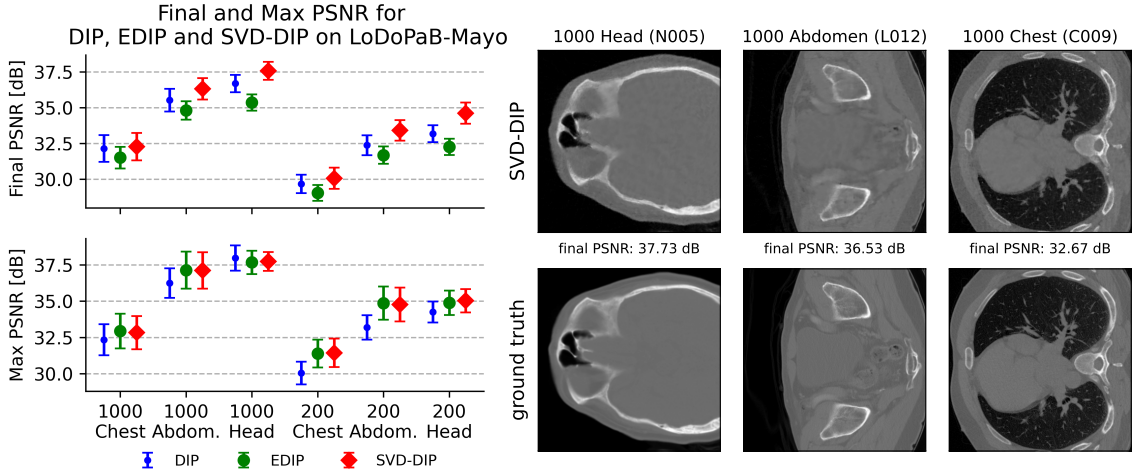 Final and Max PSNR for
DIP, EDIP and SVD-DIP on LoDoPaB-Mayo
Final PSNR [dB]
37.5
35.0
32.5
30.0
Max PSNR [dB]
37.5
35.0
32.5
30.0
1000 1000 1000 200 200 200
Chest Abdom. Head Chest Abdom. Head
DIP EDIP SVD-DIP
1000 Head (N005) 1000 Abdomen (L012) 1000 Chest (C009)
SVD-DIP
final PSNR: 37.73 dB final PSNR: 36.53 dB final PSNR: 32.67 dB
ground truth